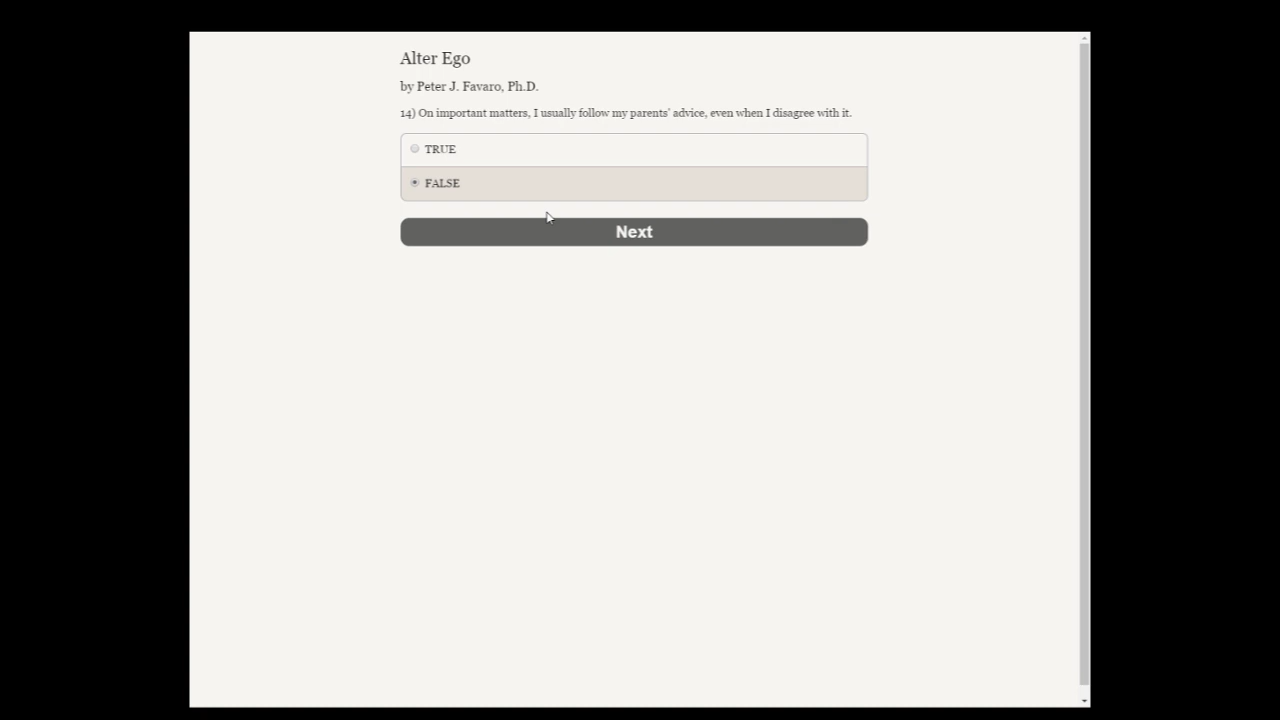 Alter Ego
by Peter J. Favaro, Ph.D.
14) On important matters, I usually follow my parents' advice, even when I disagree with it.
TRUE
FALSE
Next